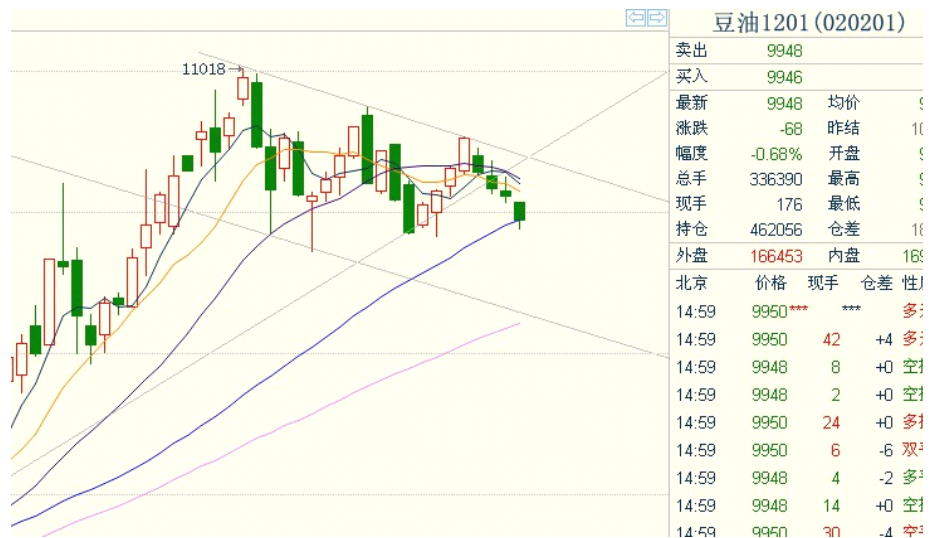 豆油1201(020201)
卖出 9948
买入 9946
11018
最新 9948 均价
涨跌 -68 昨结
幅度 -0.68% 开盘
总手 336390 最高
现手 176 最低
持仓 462056 仓差
外盘 166453 内盘
北京 价格 现手 仓差
14:59 9950 *** *** 多
14:59 9950 42 +4 多
14:59 9948 8 +0 空
14:59 9948 2 +0 空
14:59 9950 24 +0 多
14:59 9950 6 -6 双
14:59 9948 4 -2 多
14:59 9948 14 +0 空
14:59 9950 30 -4 空